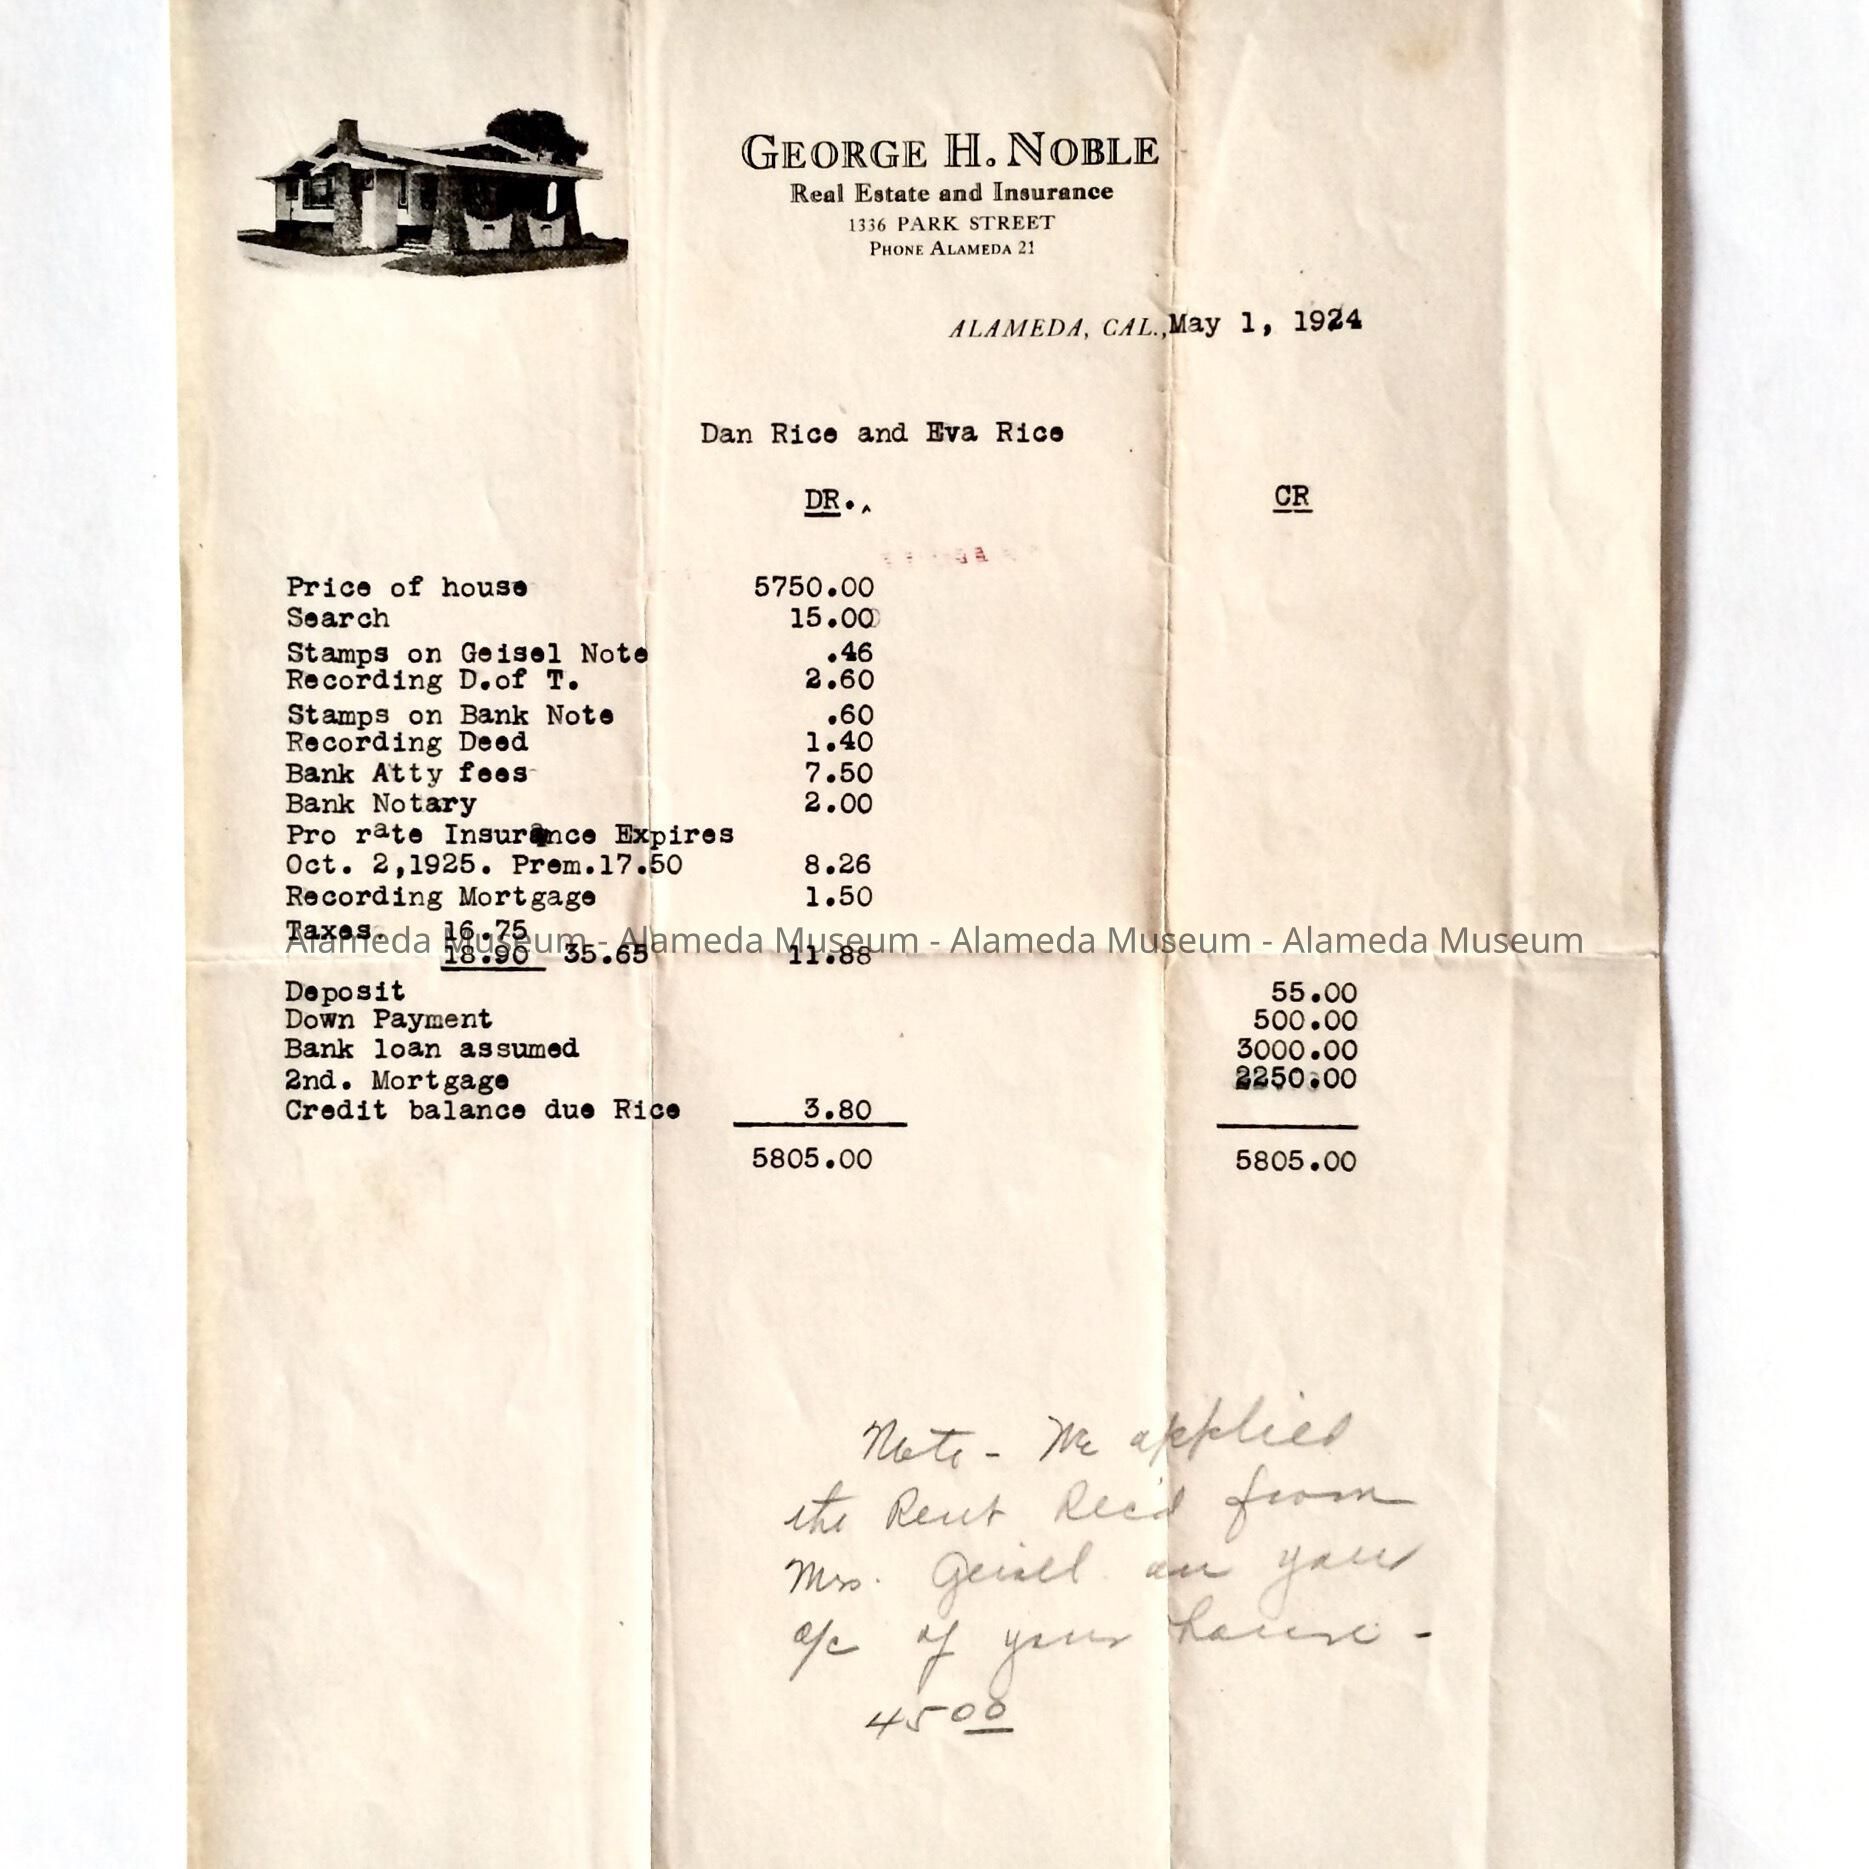 GEORGE H. NOBLE
Real Estate and Insurance
1336 PARK STREET
PHONE ALAMEDA 21
ALAMEDA, CAL., May 1, 1924
Dan Rice and Eva Rice
DR. CR
Price of house 5750.00
Search 15.00
Stamps on Geisel Note .46
Recording D.of T. 2.60
Stamps on Bank Note .60
Recording Deed 1.40
Bank Atty fees 7.50
Bank Notary 2.00
Pro rate Insurance Expires
Oct. 2,1925. Prem.17.50 8.26
Recording Mortgage 1.50
Taxes. 16.75
Alameda Museum - Alameda Museum - Alameda Museum - Alameda Museum
18.90 35.65 11.88
Deposit 55.00
Down Payment 500.00
Bank loan assumed 3000.00
2nd. Mortgage 2250.00
Credit balance due Rice 3.80
5805.00 5805.00
Note - We applied
the Rent Rec'd from
Mrs. Geisel on your
a/c of your house -
4500